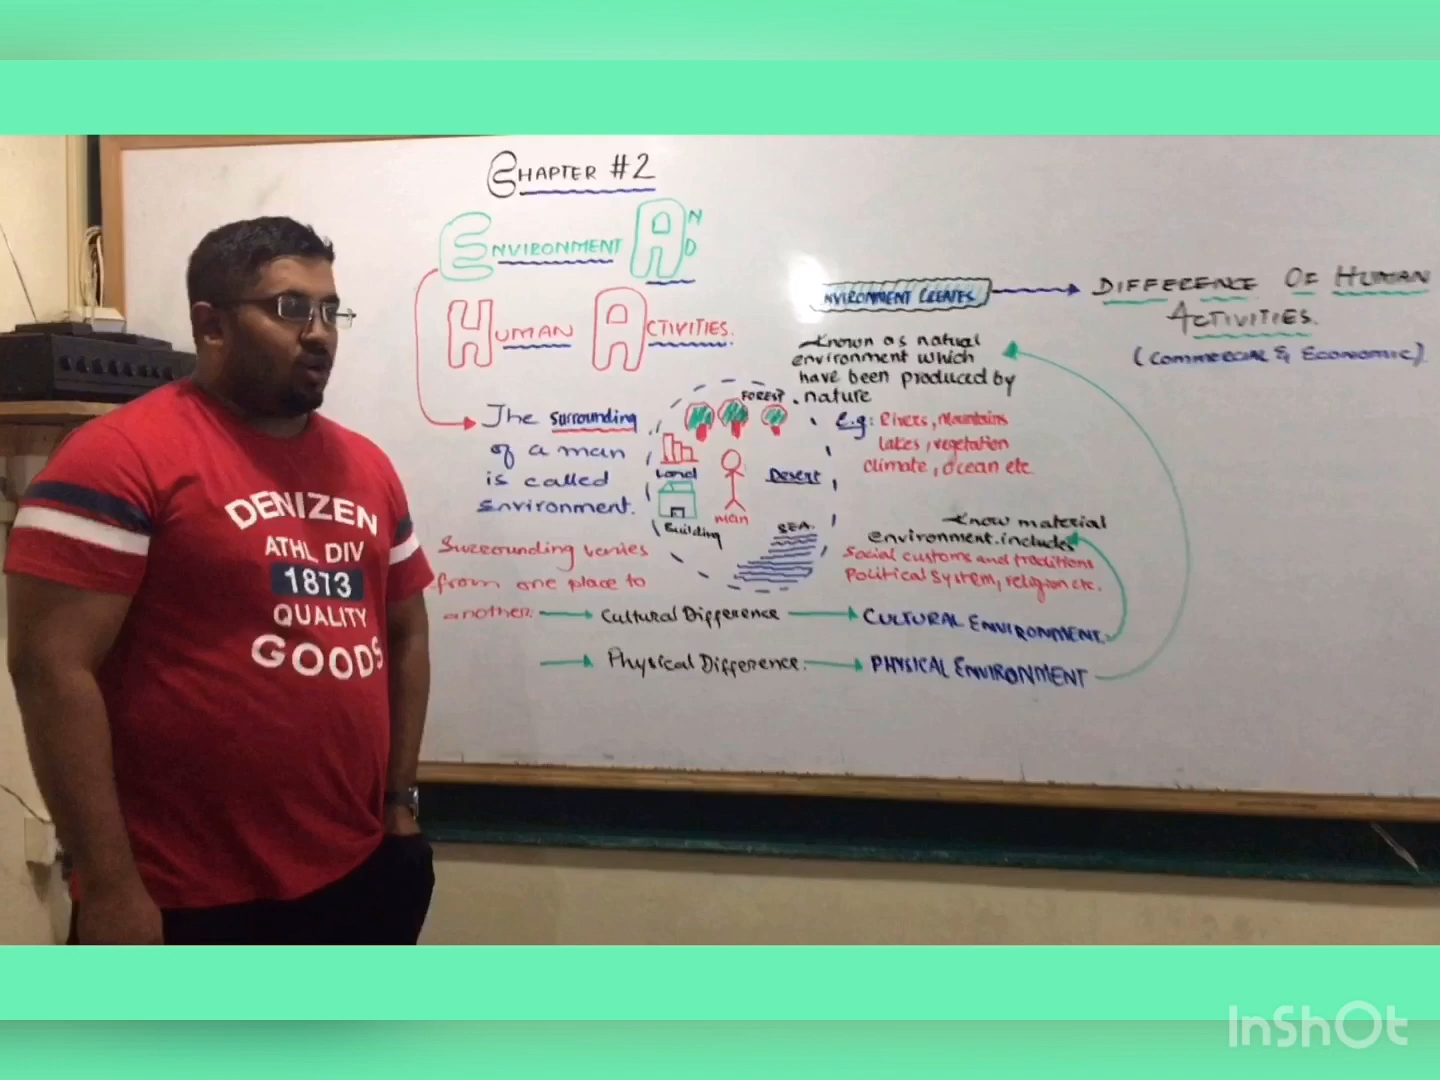 CHAPTER #2
ENVIRONMENT AND
HUMAN ACTIVITIES.
The Surrounding
of a man
is called
Environment.
Surrounding varies
from one place to
another.
Cultural Difference
CULTURAL ENVIRONMENT
Physical Difference.
PHYSICAL ENVIRONMENT
FOREST
Land
Building
man
Desert
SEA.
NVIRONMENT CREATES
DIFFERENCE OF HUMAN
ACTIVITIES.
(COMMERCIAL & ECONOMIC)
Known as natual
environment which
have been produced by
nature
E.g: Rivers, Mountains
lakes, vegetation
climate, ocean etc
Know material
environment.includes
Social customs and traditions
Political System, religion etc.
DENIZEN
ATHL DIV
1873
QUALITY
GOODS
InShOt